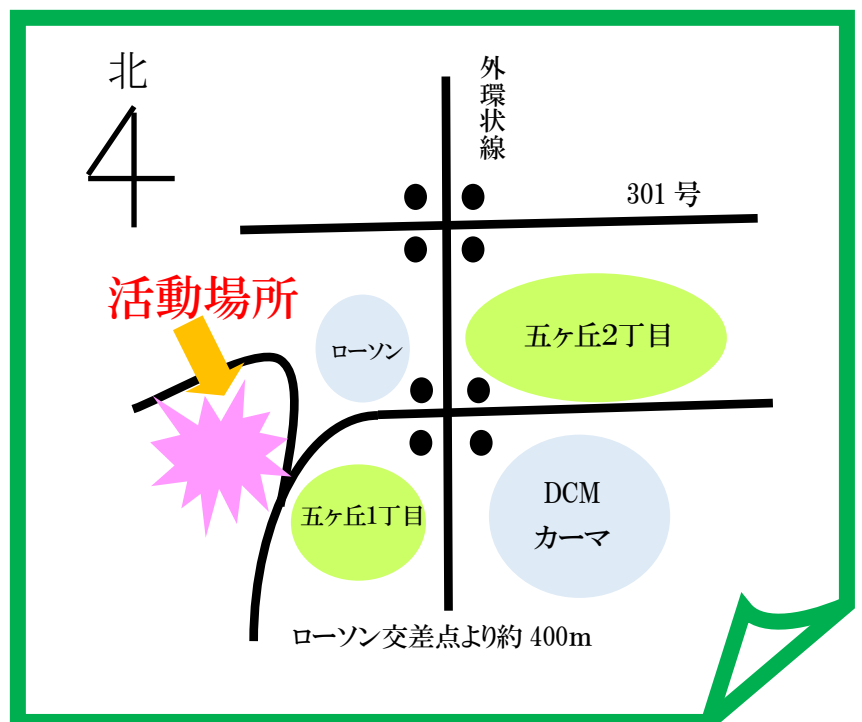 北
外環状線
301 号
活動場所
ローソン
五ヶ丘2丁目
五ヶ丘1丁目
DCM
カーマ
ローソン交差点より約 400m